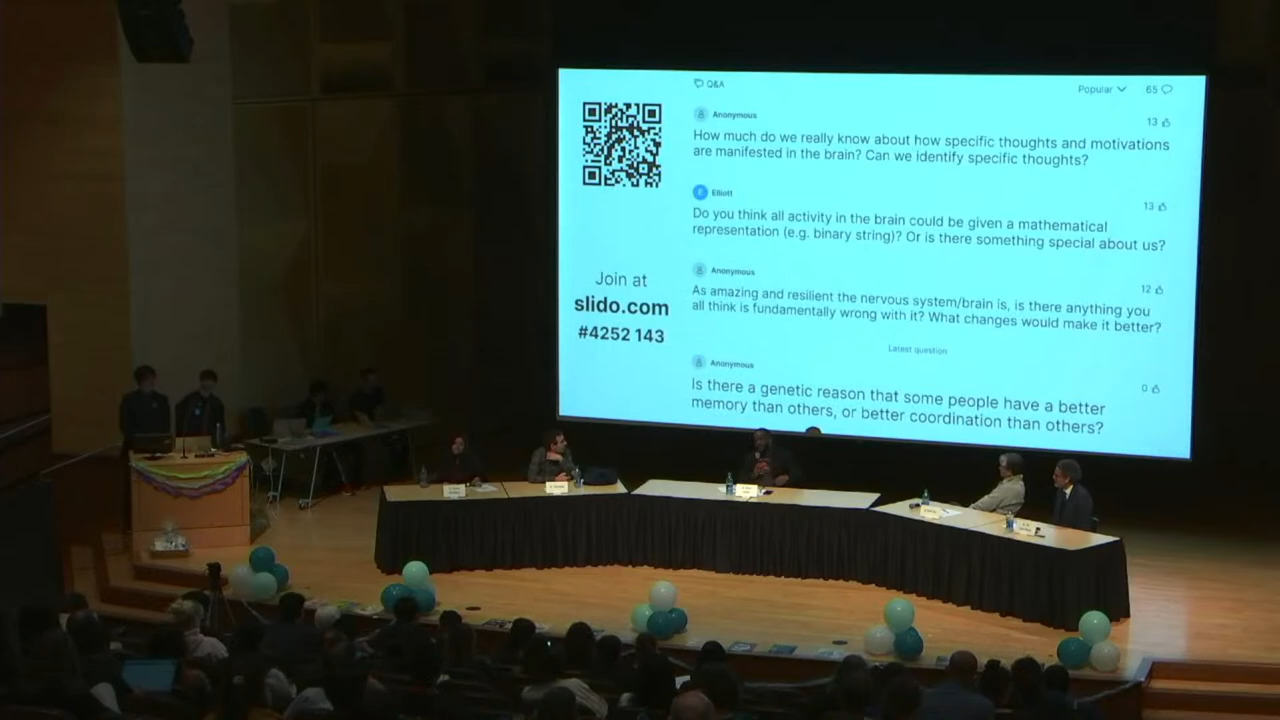 Q&A
Popular
65
Anonymous
13
How much do we really know about how specific thoughts and motivations
are manifested in the brain? Can we identify specific thoughts?
Elliott
13
Do you think all activity in the brain could be given a mathematical
representation (e.g. binary string)? Or is there something special about us?
Anonymous
12
As amazing and resilient the nervous system/brain is, is there anything you
all think is fundamentally wrong with it? What changes would make it better?
Latest question
Anonymous
0
Is there a genetic reason that some people have a better
memory than others, or better coordination than others?
Join at
slido.com
#4252 143